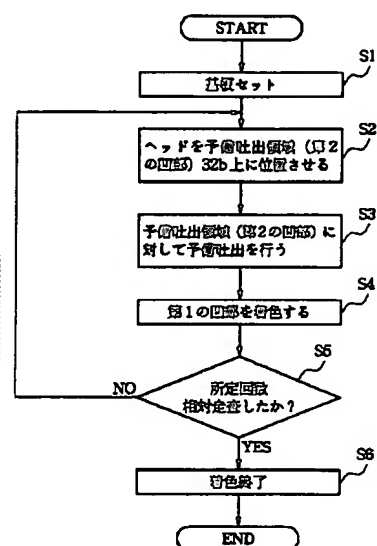 START
S1
基板セット
S2
ヘッドを予備吐出領域（第2
の凹部）32b上に位置させる
S3
予備吐出領域（第2の凹部）に
対して予備吐出を行う
S4
第1の凹部を着色する
S5
所定回数
相対走査したか？
NO
YES
S6
着色終了
END